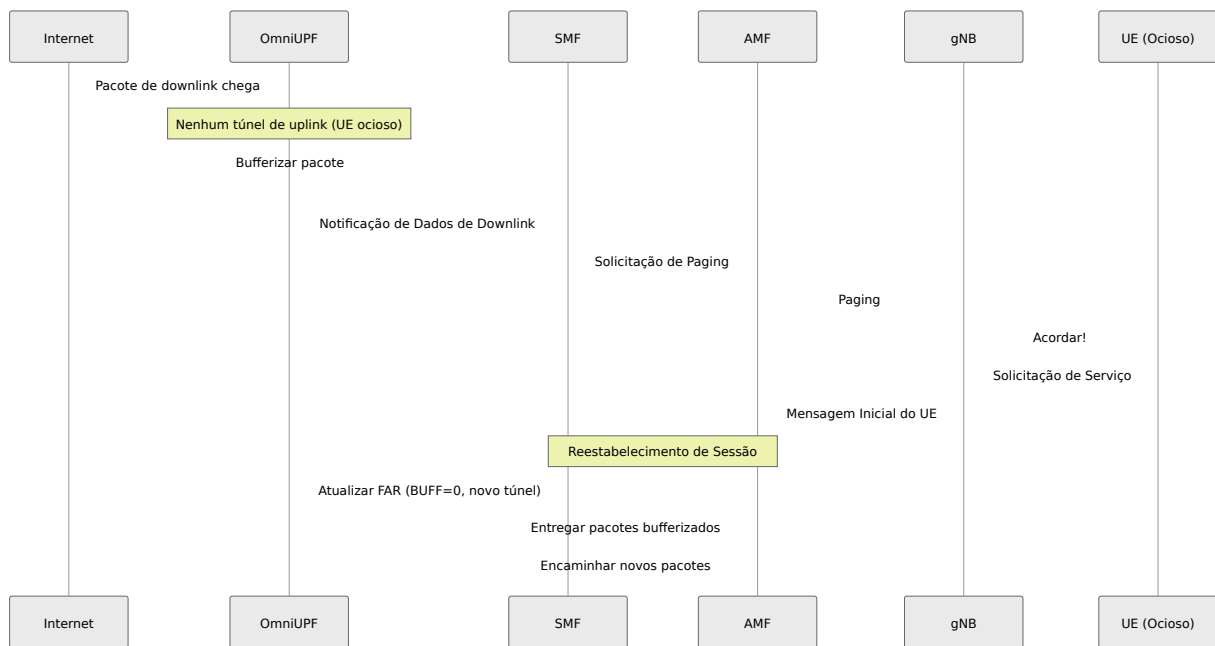 Internet
OmniUPF
SMF
AMF
gNB
UE (Ocioso)
Pacote de downlink chega
Nenhum túnel de uplink (UE ocioso)
Bufferizar pacote
Notificação de Dados de Downlink
Solicitação de Paging
Paging
Acordar!
Solicitação de Serviço
Mensagem Inicial do UE
Reestabelecimento de Sessão
Atualizar FAR (BUFF=0, novo túnel)
Entregar pacotes bufferizados
Encaminhar novos pacotes
Internet
OmniUPF
SMF
AMF
gNB
UE (Ocioso)